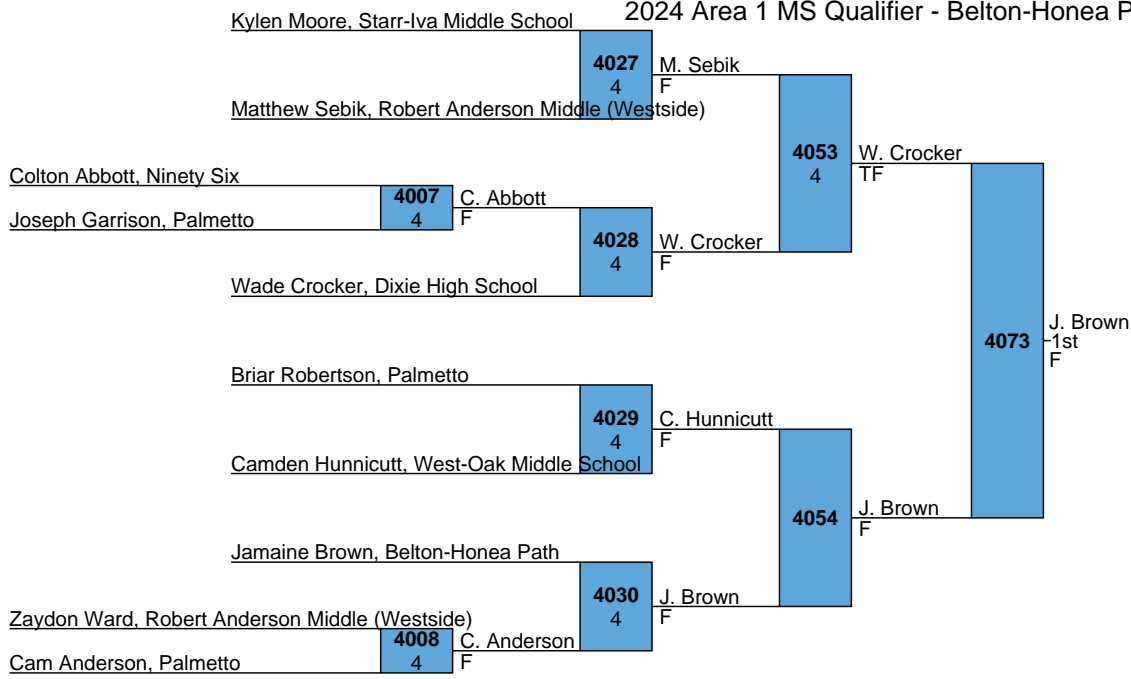 2024 Area 1 MS Qualifier - Belton-Honea P
Kylen Moore, Starr-Iva Middle School
4027
4
M. Sebik
F
Matthew Sebik, Robert Anderson Middle (Westside)
4053
4
W. Crocker
TF
Colton Abbott, Ninety Six
4007
4
C. Abbott
F
Joseph Garrison, Palmetto
4028
4
W. Crocker
F
Wade Crocker, Dixie High School
4073
J. Brown
1st
F
Briar Robertson, Palmetto
4029
4
C. Hunnicutt
F
Camden Hunnicutt, West-Oak Middle School
4054
J. Brown
F
Jamaine Brown, Belton-Honea Path
4030
4
J. Brown
F
Zaydon Ward, Robert Anderson Middle (Westside)
4008
4
C. Anderson
F
Cam Anderson, Palmetto